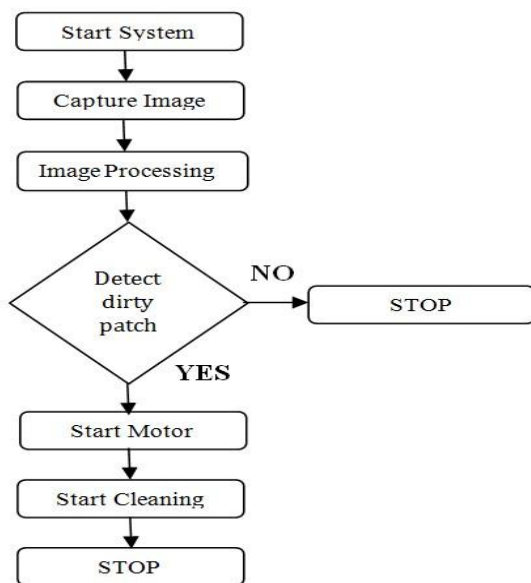 Start System
Capture Image
Image Processing
Detect
dirty
patch
NO
STOP
YES
Start Motor
Start Cleaning
STOP